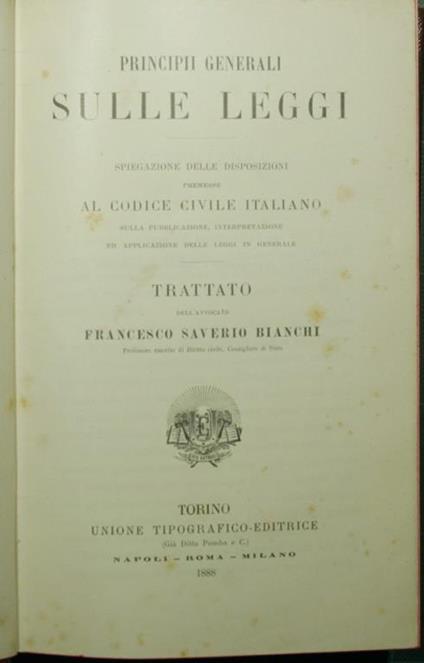 PRINCIPII GENERALI
SULLE LEGGI
SPIEGAZIONE DELLE DISPOSIZIONI
PREMESSE
AL CODICE CIVILE ITALIANO
SULLA PUBBLICAZIONE, INTERPRETAZIONE
ED APPLICAZIONE DELLE LEGGI IN GENERALE
TRATTATO
DELL'AVVOCATO
FRANCESCO SAVERIO BIANCHI
Professore emerito di Diritto civile, Consigliere di Stato
TORINO
UNIONE TIPOGRAFICO-EDITRICE
(Già Ditta Pomba e C.)
NAPOLI - ROMA - MILANO
1888